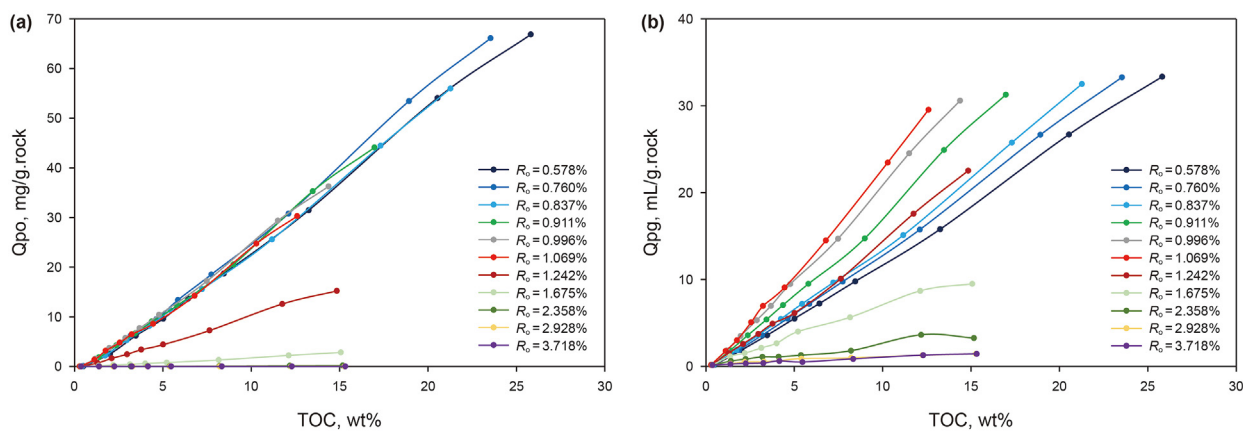 (a)
70
60
50
40
30
20
10
0
Qpo, mg/g.rock
0 5 10 15 20 25 30
TOC, wt%
Rₒ = 0.578%
Rₒ = 0.760%
Rₒ = 0.837%
Rₒ = 0.911%
Rₒ = 0.996%
Rₒ = 1.069%
Rₒ = 1.242%
Rₒ = 1.675%
Rₒ = 2.358%
Rₒ = 2.928%
Rₒ = 3.718%
(b)
40
30
20
10
0
Qpg, mL/g.rock
0 5 10 15 20 25 30
TOC, wt%
Rₒ = 0.578%
Rₒ = 0.760%
Rₒ = 0.837%
Rₒ = 0.911%
Rₒ = 0.996%
Rₒ = 1.069%
Rₒ = 1.242%
Rₒ = 1.675%
Rₒ = 2.358%
Rₒ = 2.928%
Rₒ = 3.718%